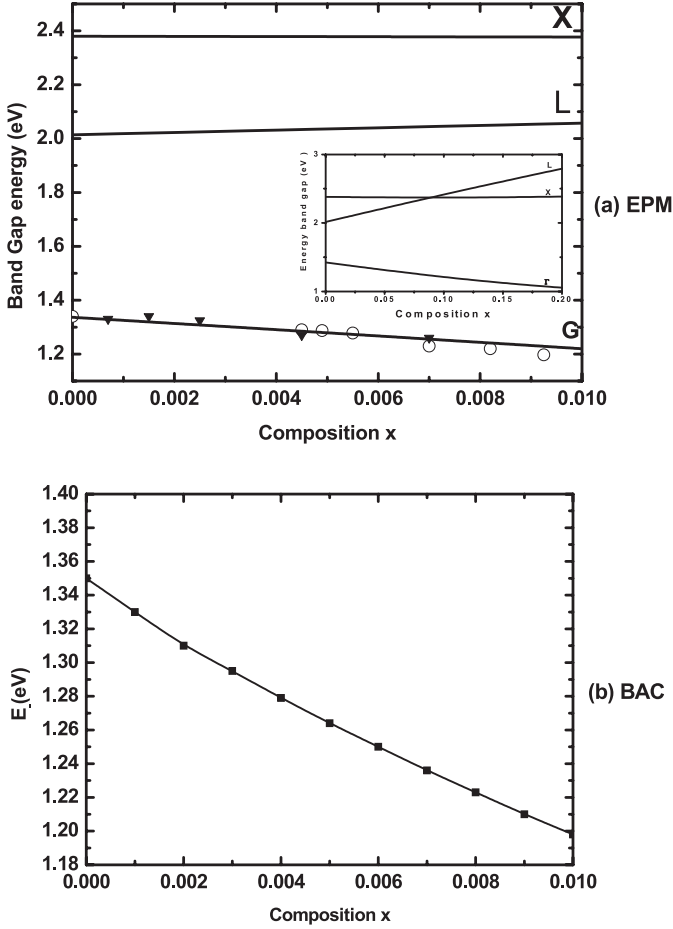 X
2.4
2.2
L
2.0
1.8
1.6
1.4
1.2
Band Gap energy (eV)
G
0.000 0.002 0.004 0.006 0.008 0.010
Composition x
3
2
1
Energy band gap (eV )
L
X
Γ
0.00 0.05 0.10 0.15 0.20
Composition x
(a) EPM
1.40
1.38
1.36
1.34
1.32
1.30
1.28
1.26
1.24
1.22
1.20
1.18
E_(eV)
0.000 0.002 0.004 0.006 0.008 0.010
Composition x
(b) BAC